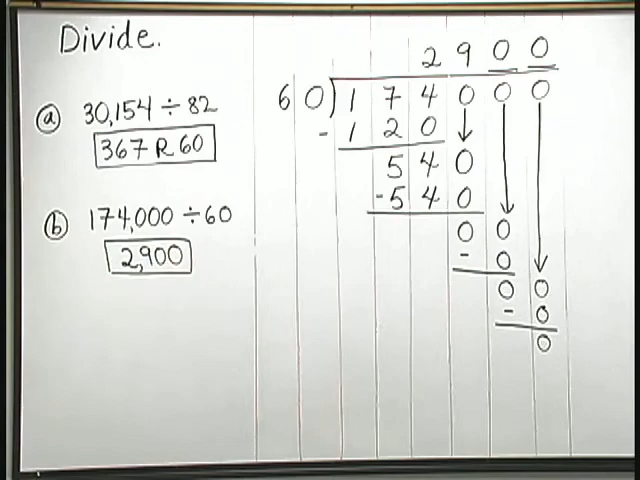 Divide.
ⓐ 30,154 ÷ 82
367 R 60
ⓑ 174,000 ÷ 60
2,900
2 9 0 0
6 0 ) 1 7 4 0 0 0
- 1 2 0
5 4 0
- 5 4 0
0 0
- 0
0 0
- 0
0